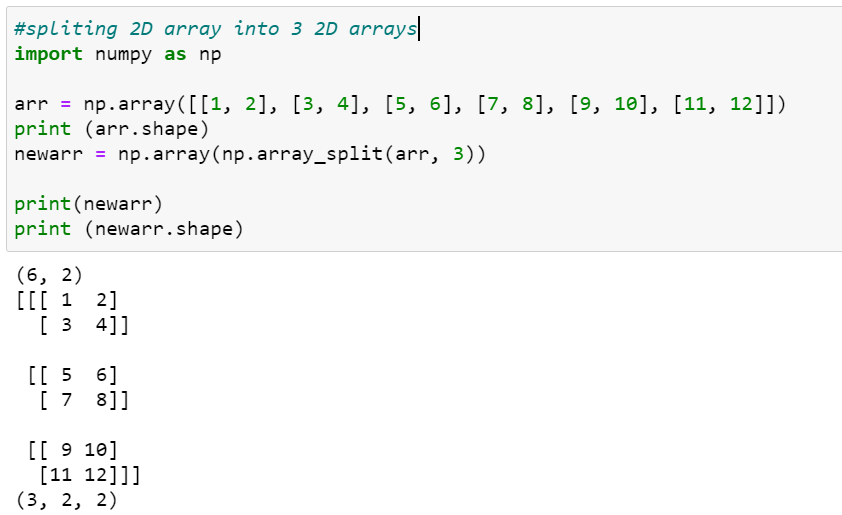 #spliting 2D array into 3 2D arrays
import numpy as np
arr = np.array([[1, 2], [3, 4], [5, 6], [7, 8], [9, 10], [11, 12]])
print (arr.shape)
newarr = np.array(np.array_split(arr, 3))
print(newarr)
print (newarr.shape)
(6, 2)
[[[ 1  2]
  [ 3  4]]
 [[ 5  6]
  [ 7  8]]
 [[ 9 10]
  [11 12]]]
(3, 2, 2)